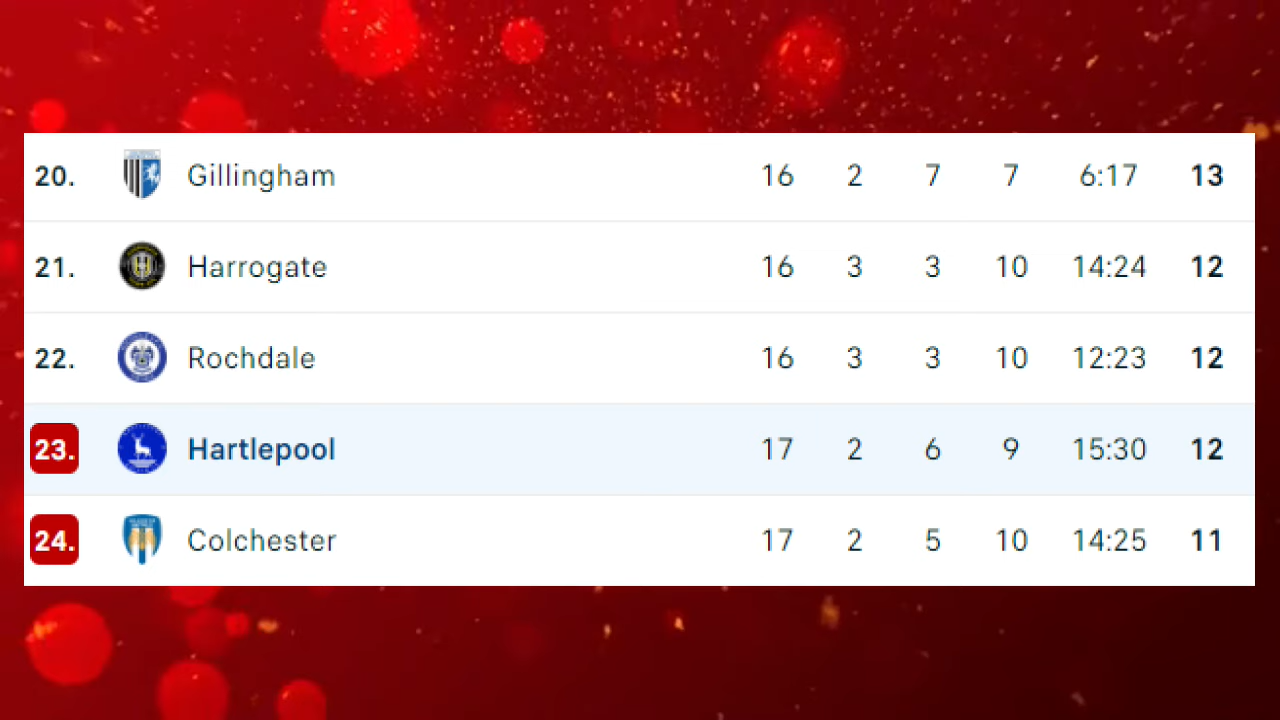 20. Gillingham 16 2 7 7 6:17 13
21. Harrogate 16 3 3 10 14:24 12
22. Rochdale 16 3 3 10 12:23 12
23. Hartlepool 17 2 6 9 15:30 12
24. Colchester 17 2 5 10 14:25 11